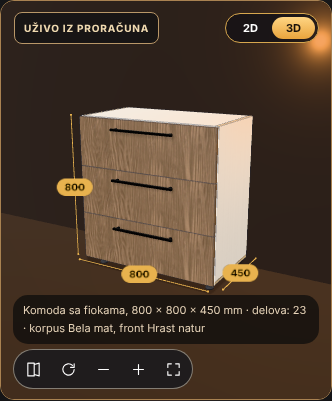 UŽIVO IZ PRORAČUNA
2D 3D
800
800
450
Komoda sa fiokama, 800 × 800 × 450 mm · delova: 23
· korpus Bela mat, front Hrast natur